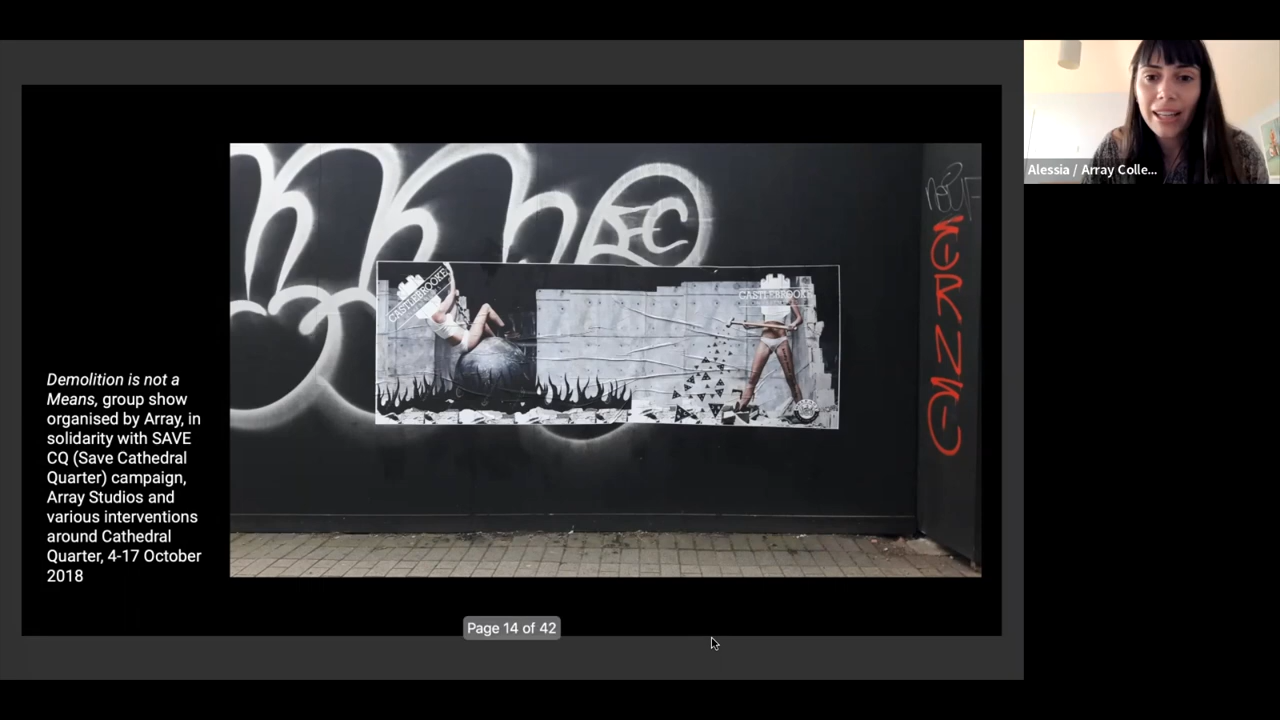 Alessia / Array Colle...
Demolition is not a
Means, group show
organised by Array, in
solidarity with SAVE
CQ (Save Cathedral
Quarter) campaign,
Array Studios and
various interventions
around Cathedral
Quarter, 4-17 October
2018
CASTLEBROOKE
CASTLEBROOKE
Page 14 of 42